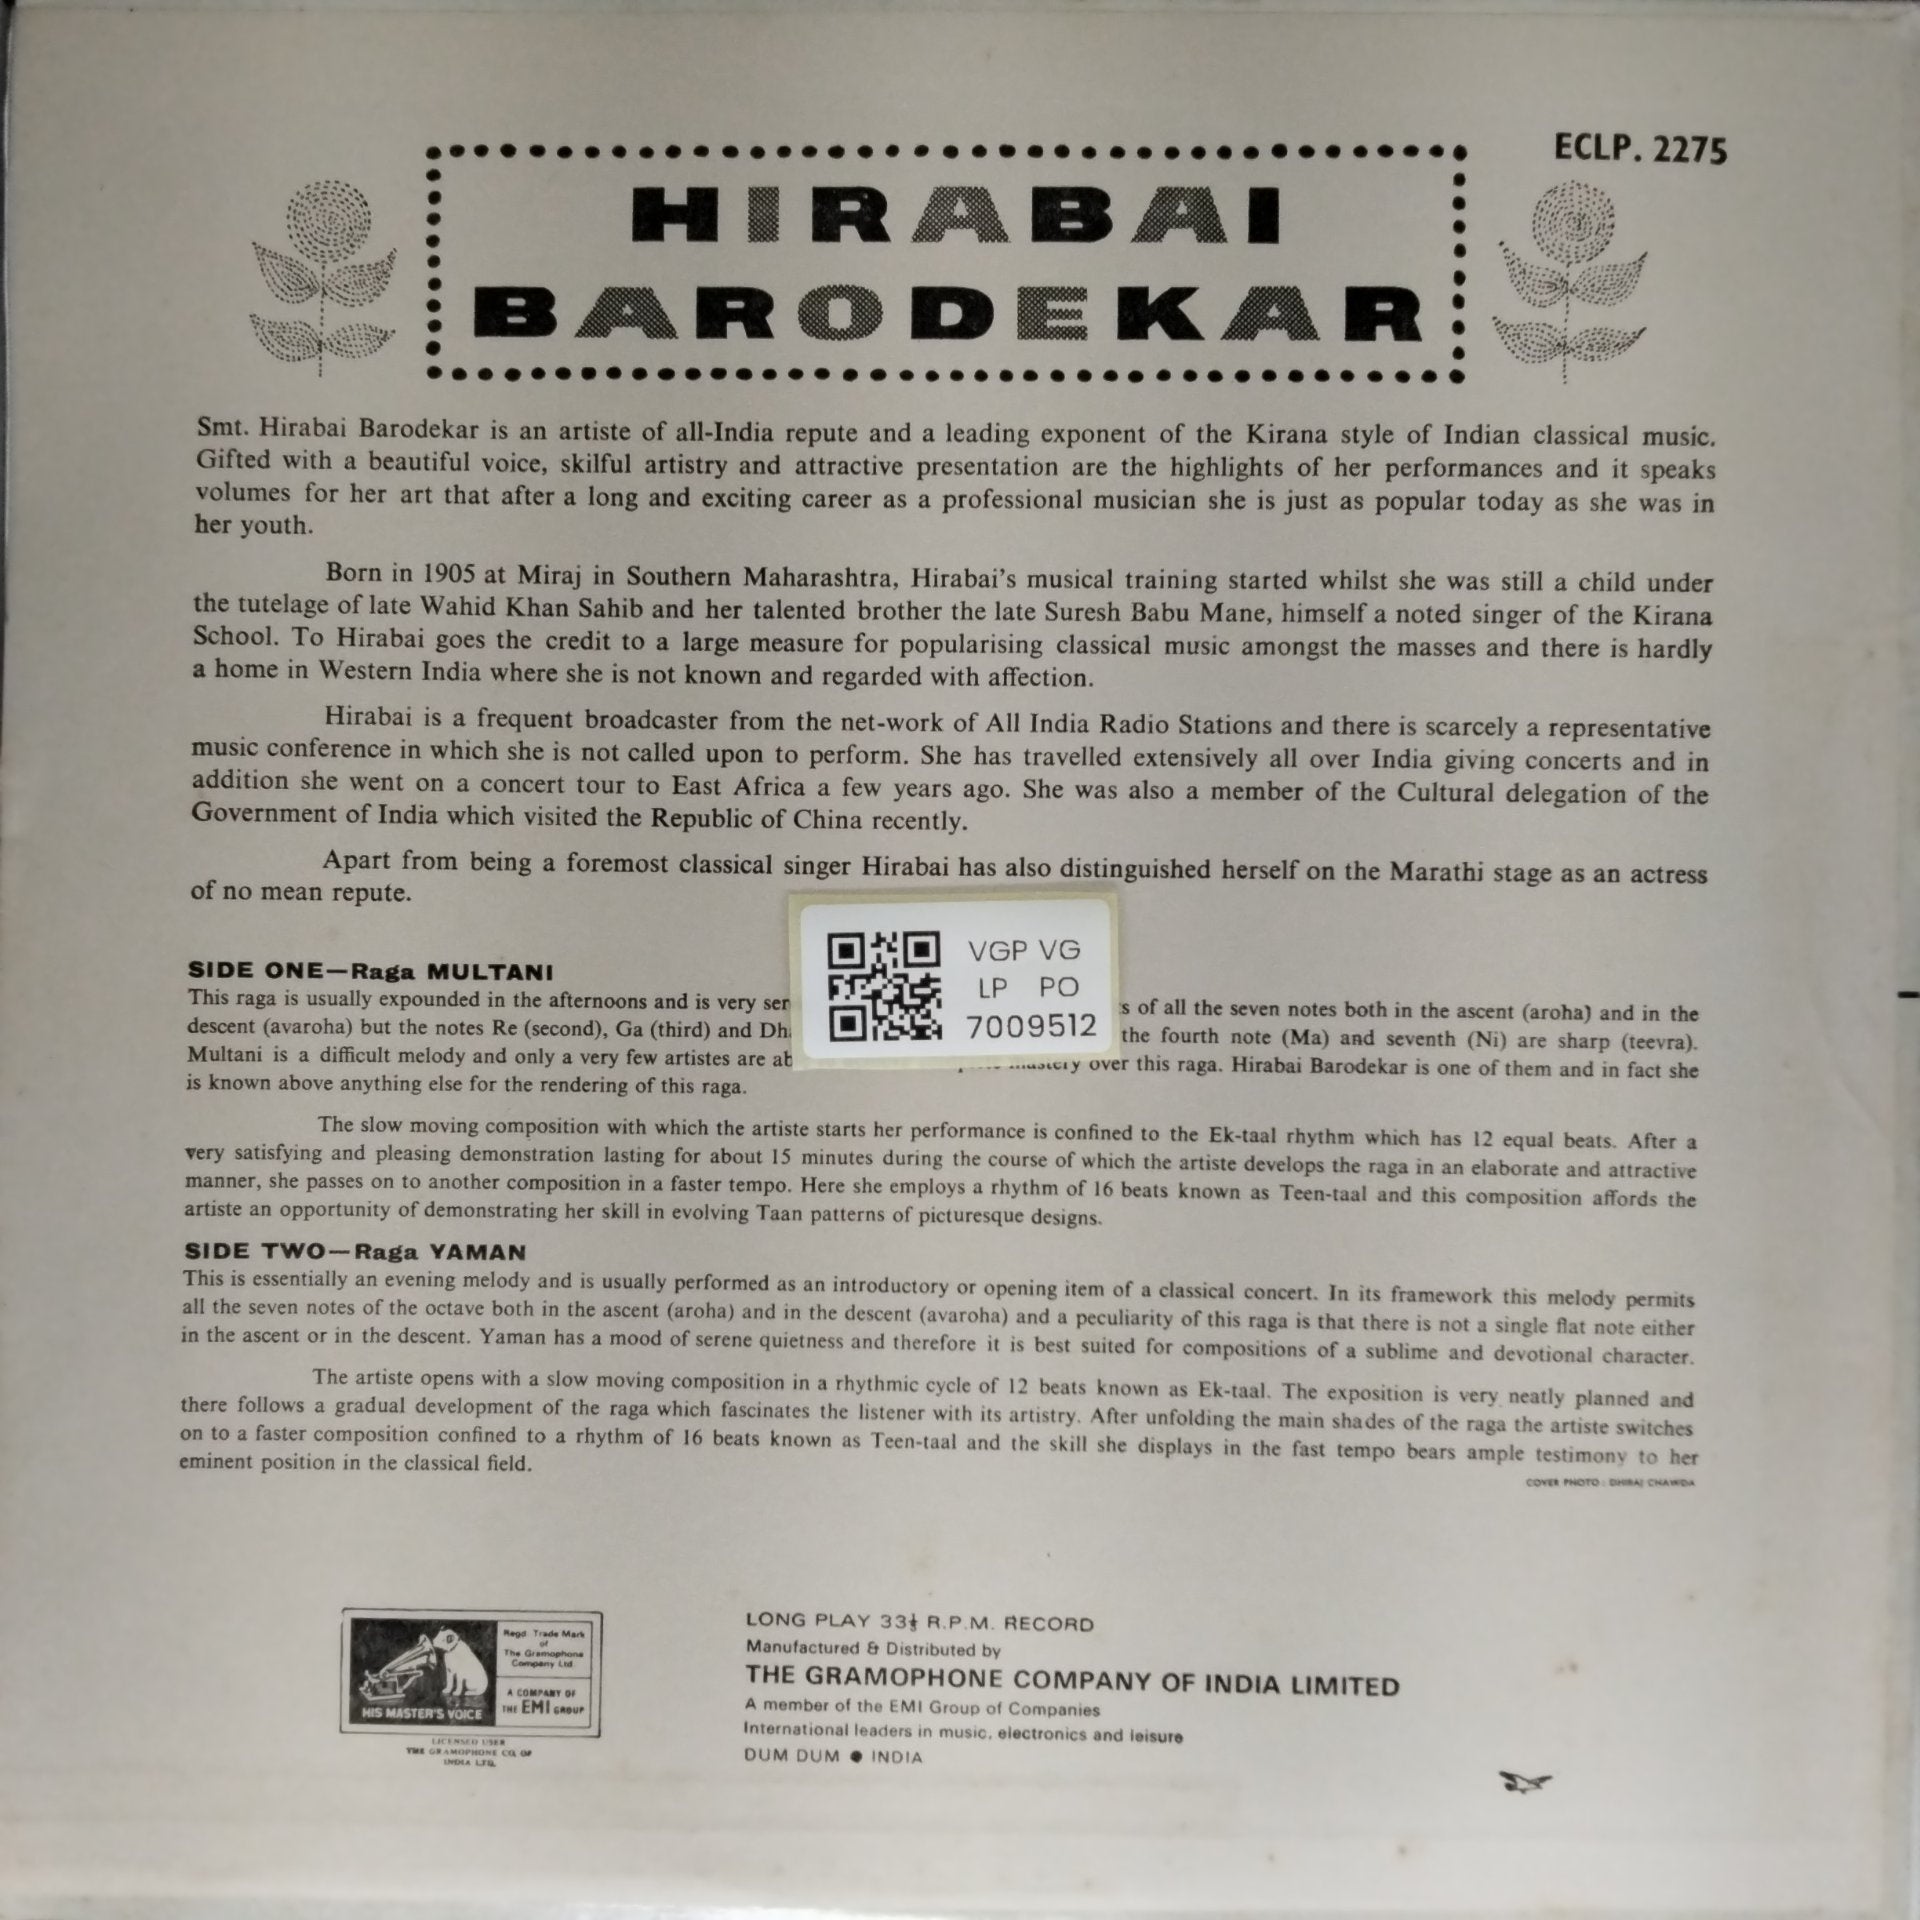 ECLP. 2275
HIRABAI
BARODEKAR
Smt. Hirabai Barodekar is an artiste of all-India repute and a leading exponent of the Kirana style of Indian classical music.
Gifted with a beautiful voice, skilful artistry and attractive presentation are the highlights of her performances and it speaks
volumes for her art that after a long and exciting career as a professional musician she is just as popular today as she was in
her youth.
Born in 1905 at Miraj in Southern Maharashtra, Hirabai's musical training started whilst she was still a child under
the tutelage of late Wahid Khan Sahib and her talented brother the late Suresh Babu Mane, himself a noted singer of the Kirana
School. To Hirabai goes the credit to a large measure for popularising classical music amongst the masses and there is hardly
a home in Western India where she is not known and regarded with affection.
Hirabai is a frequent broadcaster from the net-work of All India Radio Stations and there is scarcely a representative
music conference in which she is not called upon to perform. She has travelled extensively all over India giving concerts and in
addition she went on a concert tour to East Africa a few years ago. She was also a member of the Cultural delegation of the
Government of India which visited the Republic of China recently.
Apart from being a foremost classical singer Hirabai has also distinguished herself on the Marathi stage as an actress
of no mean repute.
VGP VG
LP PO
7009512
SIDE ONE—Raga MULTANI
This raga is usually expounded in the afternoons and is very of all the seven notes both in the ascent (aroha) and in the
descent (avaroha) but the notes Re (second), Ga (third) and the fourth note (Ma) and seventh (Ni) are sharp (teevra).
Multani is a difficult melody and only a very few artistes are mastery over this raga. Hirabai Barodekar is one of them and in fact she
is known above anything else for the rendering of this raga.
The slow moving composition with which the artiste starts her performance is confined to the Ek-taal rhythm which has 12 equal beats. After a
very satisfying and pleasing demonstration lasting for about 15 minutes during the course of which the artiste develops the raga in an elaborate and attractive
manner, she passes on to another composition in a faster tempo. Here she employs a rhythm of 16 beats known as Teen-taal and this composition affords the
artiste an opportunity of demonstrating her skill in evolving Taan patterns of picturesque designs.
SIDE TWO—Raga YAMAN
This is essentially an evening melody and is usually performed as an introductory or opening item of a classical concert. In its framework this melody permits
all the seven notes of the octave both in the ascent (aroha) and in the descent (avaroha) and a peculiarity of this raga is that there is not a single flat note either
in the ascent or in the descent. Yaman has a mood of serene quietness and therefore it is best suited for compositions of a sublime and devotional character.
The artiste opens with a slow moving composition in a rhythmic cycle of 12 beats known as Ek-taal. The exposition is very neatly planned and
there follows a gradual development of the raga which fascinates the listener with its artistry. After unfolding the main shades of the raga the artiste switches
on to a faster composition confined to a rhythm of 16 beats known as Teen-taal and the skill she displays in the fast tempo bears ample testimony to her
eminent position in the classical field.
COVER PHOTO : DHIRAJ CHAWDA
HIS MASTER'S VOICE
Regd. Trade Mark
of
The Gramophone
Company Ltd.
A COMPANY OF
THE EMI GROUP
LICENSED USER
THE GRAMOPHONE CO. OF
INDIA LTD.
LONG PLAY 33⅓ R.P.M. RECORD
Manufactured & Distributed by
THE GRAMOPHONE COMPANY OF INDIA LIMITED
A member of the EMI Group of Companies
International leaders in music, electronics and leisure
DUM DUM ● INDIA